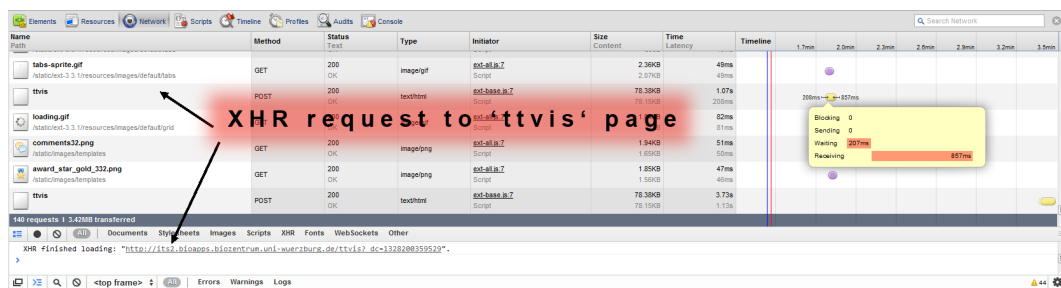 Elements Resources Network Scripts Timeline Profiles Audits Console Search Network
Name Method Status Type Initiator Size Time Timeline
Path Text Content Latency 1.7min 2.0min 2.3min 2.6min 2.9min 3.2min 3.5min
tabs-sprite.gif GET 200 image/gif ext-all.js:7 2.36KB 49ms
/static/ext-3.3.1/resources/images/default/tabs OK Script 2.07KB 49ms
ttvis POST 200 text/html ext-base.js:7 78.38KB 1.07s 208ms 857ms
OK Script 78.15KB 208ms
XHR request to 'ttvis' page
loading.gif 82ms Blocking 0
/static/ext-3.3.1/resources/images/default/grid OK Script 81ms Sending 0
comments32.png GET 200 image/png ext-all.js:7 1.94KB 51ms Waiting 207ms
/static/images/templates OK Script 1.65KB 50ms Receiving 857ms
award_star_gold_332.png GET 200 image/png ext-all.js:7 1.85KB 47ms
/static/images/templates OK Script 1.56KB 46ms
ttvis POST 200 text/html ext-base.js:7 78.38KB 3.73s
OK Script 78.15KB 1.13s
140 requests | 3.42MB transferred
All Documents Stylesheets Images Scripts XHR Fonts WebSockets Other
XHR finished loading: "http://its2.bioapps.biozentrum.uni-wuerzburg.de/ttvis?_dc=1328200359529".
<top frame> All Errors Warnings Logs 44